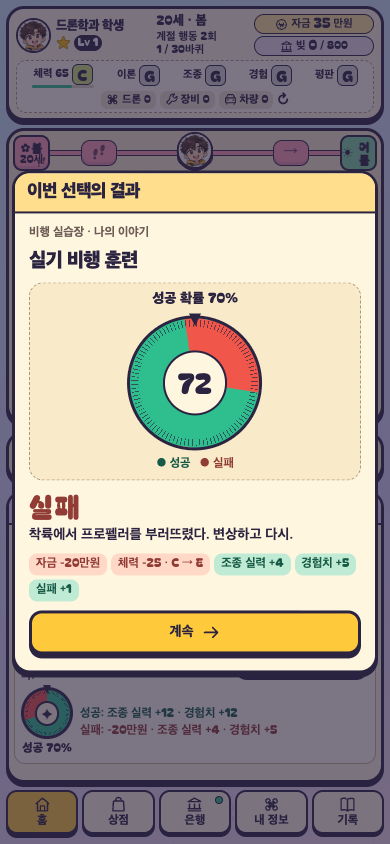 드론학과 학생
Lv 1
20세 · 봄
계절 행동 2회
1 / 30바퀴
자금 35 만원
빚 0 / 800
체력 65 C
이론 G
조종 G
경험 G
평판 G
드론 0
장비 0
차량 0
봄
20세
여
이번 선택의 결과
비행 실습장 · 나의 이야기
실기 비행 훈련
성공 확률 70%
72
성공
실패
실패
착륙에서 프로펠러를 부러뜨렸다. 변상하고 다시.
자금 -20만원
체력 -25 · C → E
조종 실력 +4
경험치 +5
실패 +1
계속 →
성공: 조종 실력 +12 · 경험치 +12
실패: -20만원 · 조종 실력 +4 · 경험치 +5
성공 70%
홈
상점
은행
내 정보
기록